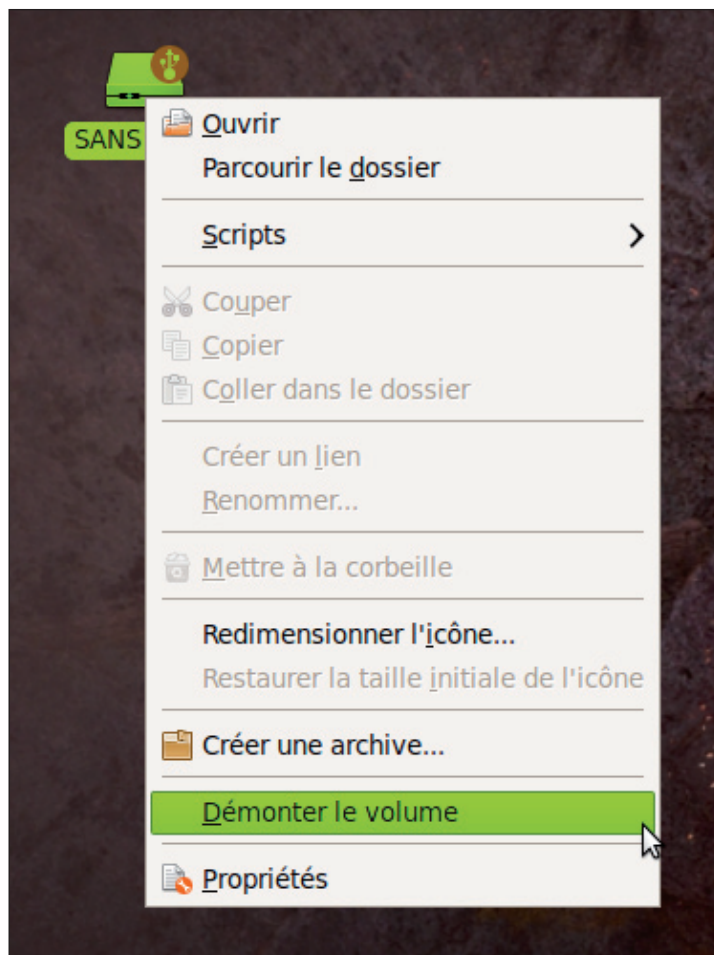 SANS
Ouvrir
Parcourir le dossier
Scripts
Couper
Copier
Coller dans le dossier
Créer un lien
Renommer...
Mettre à la corbeille
Redimensionner l'icône...
Restaurer la taille initiale de l'icône
Créer une archive...
Démonter le volume
Propriétés